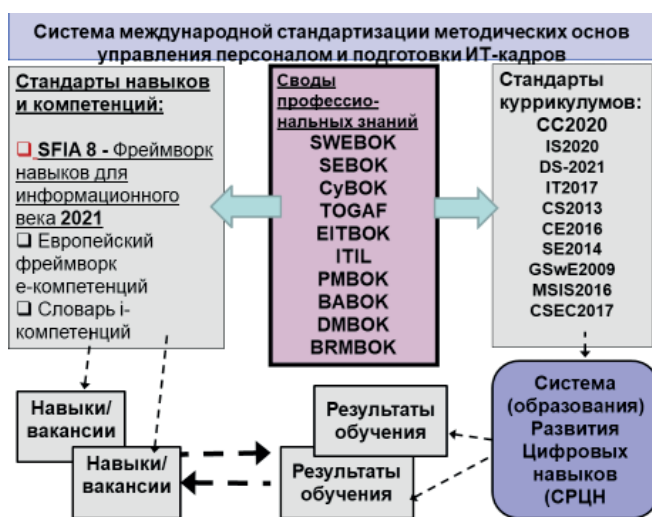 Система международной стандартизации методических основ
управления персоналом и подготовки ИТ-кадров
Стандарты навыков
и компетенций:
❑ SFIA 8 - Фреймворк
навыков для
информационного
века 2021
❑ Европейский
фреймворк
е-компетенций
❑ Словарь i-
компетенций
Своды
профессио-
нальных знаний
SWEBOK
SEBOK
CyBOK
TOGAF
EITBOK
ITIL
PMBOK
BABOK
DMBOK
BRMBOK
Стандарты
куррикулумов:
CC2020
IS2020
DS-2021
IT2017
CS2013
CE2016
SE2014
GSwE2009
MSIS2016
CSEC2017
Навыки/
вакансии
Навыки/
вакансии
Результаты
обучения
Результаты
обучения
Система
(образования)
Развития
Цифровых
навыков
(СРЦН